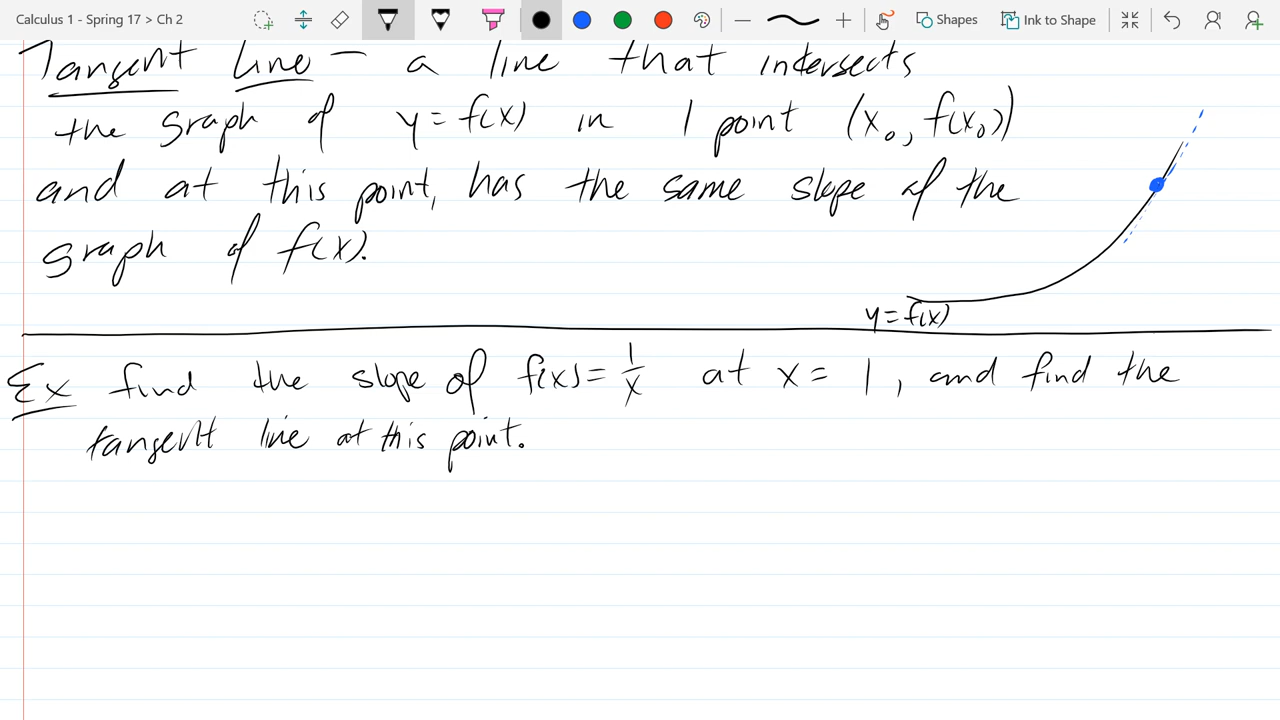 Calculus 1 - Spring 17 > Ch 2
Shapes
Ink to Shape
Tangent Line - a line that intersects
the graph of y = f(x) in 1 point (x₀, f(x₀))
and at this point, has the same slope of the
graph of f(x).
y = f(x)
Ex find the slope of f(x) = 1/x at x = 1, and find the
tangent line at this point.